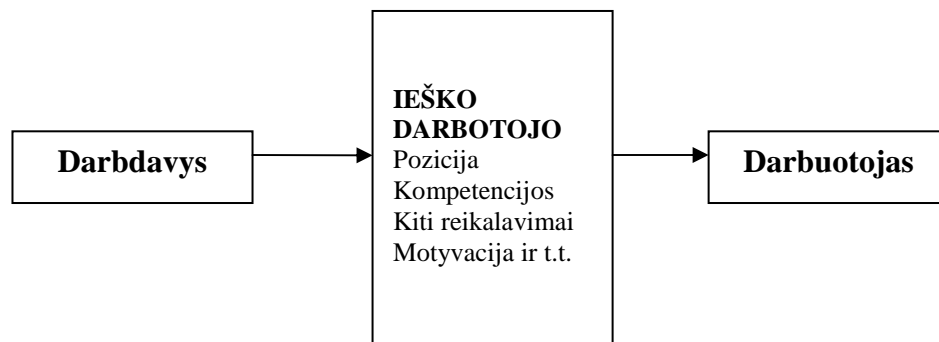 Darbdavys
IEŠKO
DARBOTOJO
Pozicija
Kompetencijos
Kiti reikalavimai
Motyvacija ir t.t.
Darbuotojas